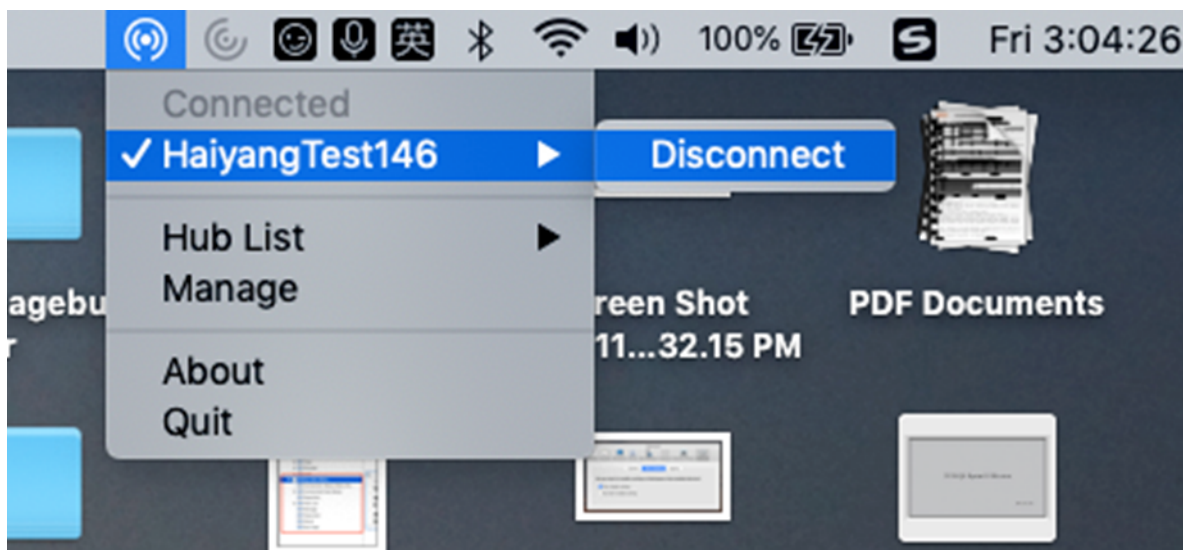 英 100% S Fri 3:04:26
Connected
HaiyangTest146 Disconnect
Hub List
Manage
About
Quit
agebu
r
reen Shot
11...32.15 PM
PDF Documents